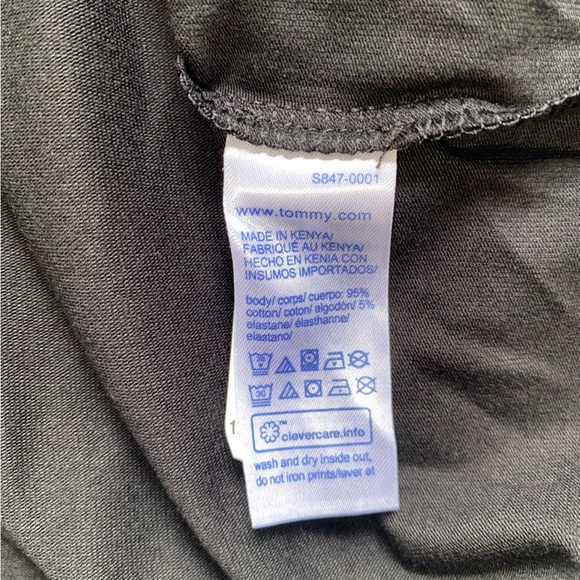 S847-0001
www.tommy.com
MADE IN KENYA/
FABRIQUÉ AU KENYA/
HECHO EN KENIA CON
INSUMOS IMPORTADOS/
body/ corps/ cuerpo: 95%
cotton/ coton/ algodón/ 5%
elastane/ élasthanne/
elastano/
30
30
™
clevercare.info
1
wash and dry inside out,
do not iron prints/laver et